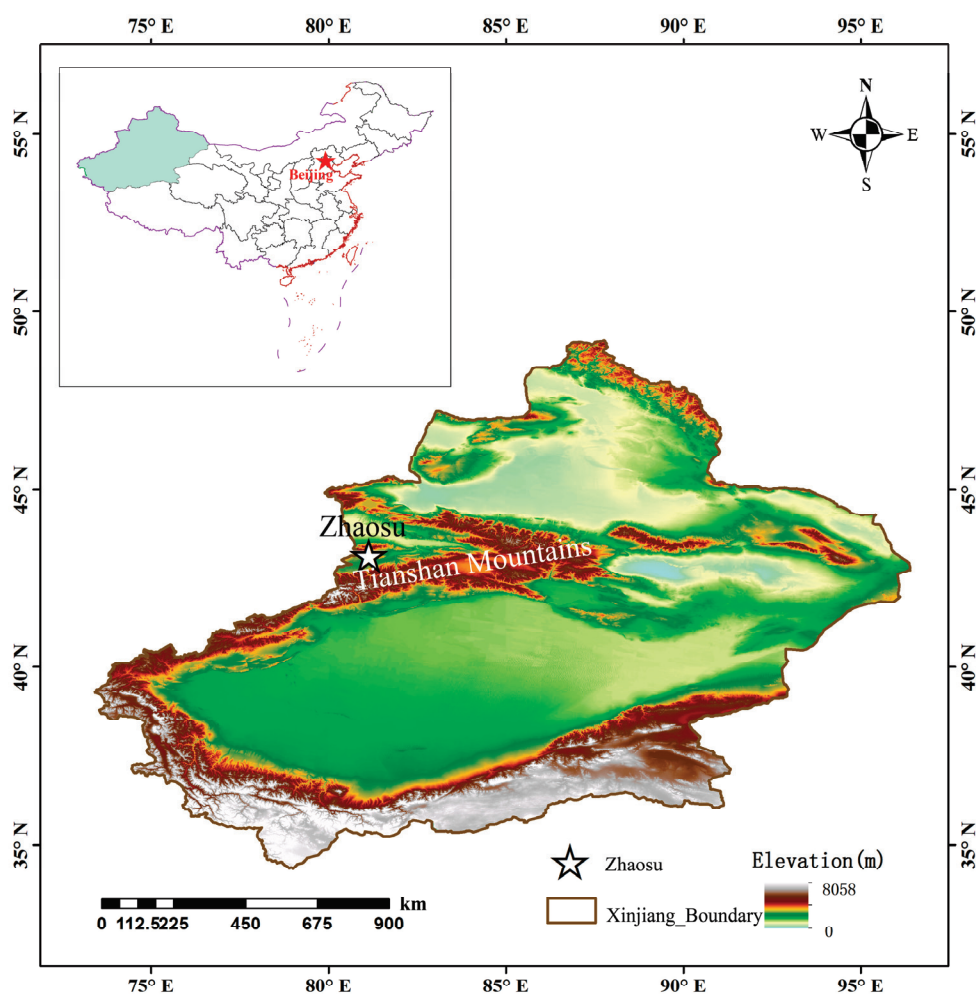 75° E 80° E 85° E 90° E 95° E
55° N
50° N
45° N
40° N
35° N
Beijing
N
W E
S
55° N
50° N
45° N
40° N
35° N
Zhaosu
Tianshan Mountains
Zhaosu
Xinjiang_Boundary
Elevation(m)
8058
0
km
0 112.5 225 450 675 900
75° E 80° E 85° E 90° E 95° E